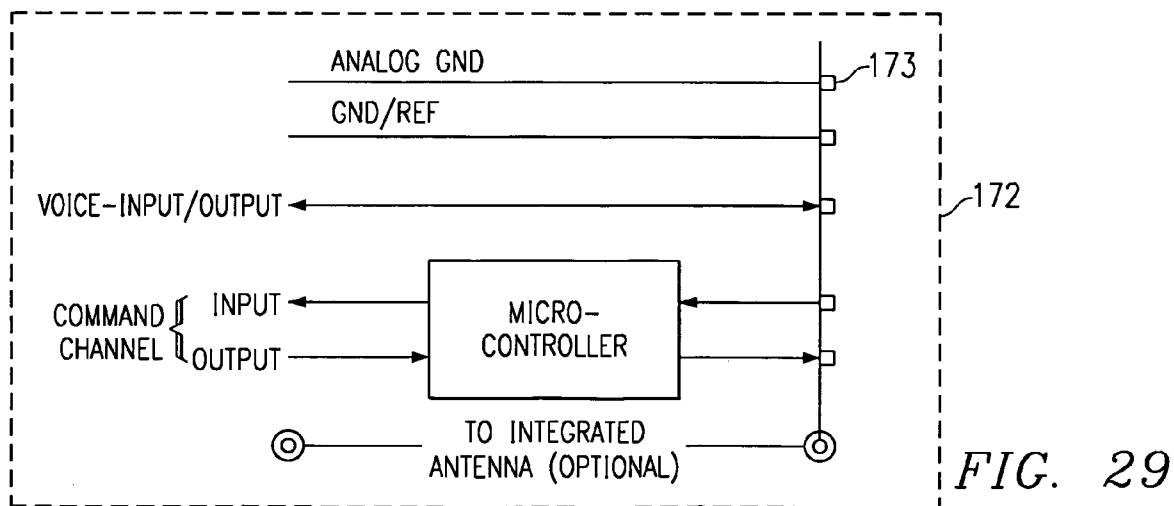 ANALOG GND
173
GND/REF
VOICE-INPUT/OUTPUT
172
COMMAND
CHANNEL
INPUT
OUTPUT
MICRO-
CONTROLLER
TO INTEGRATED
ANTENNA (OPTIONAL)
FIG. 29